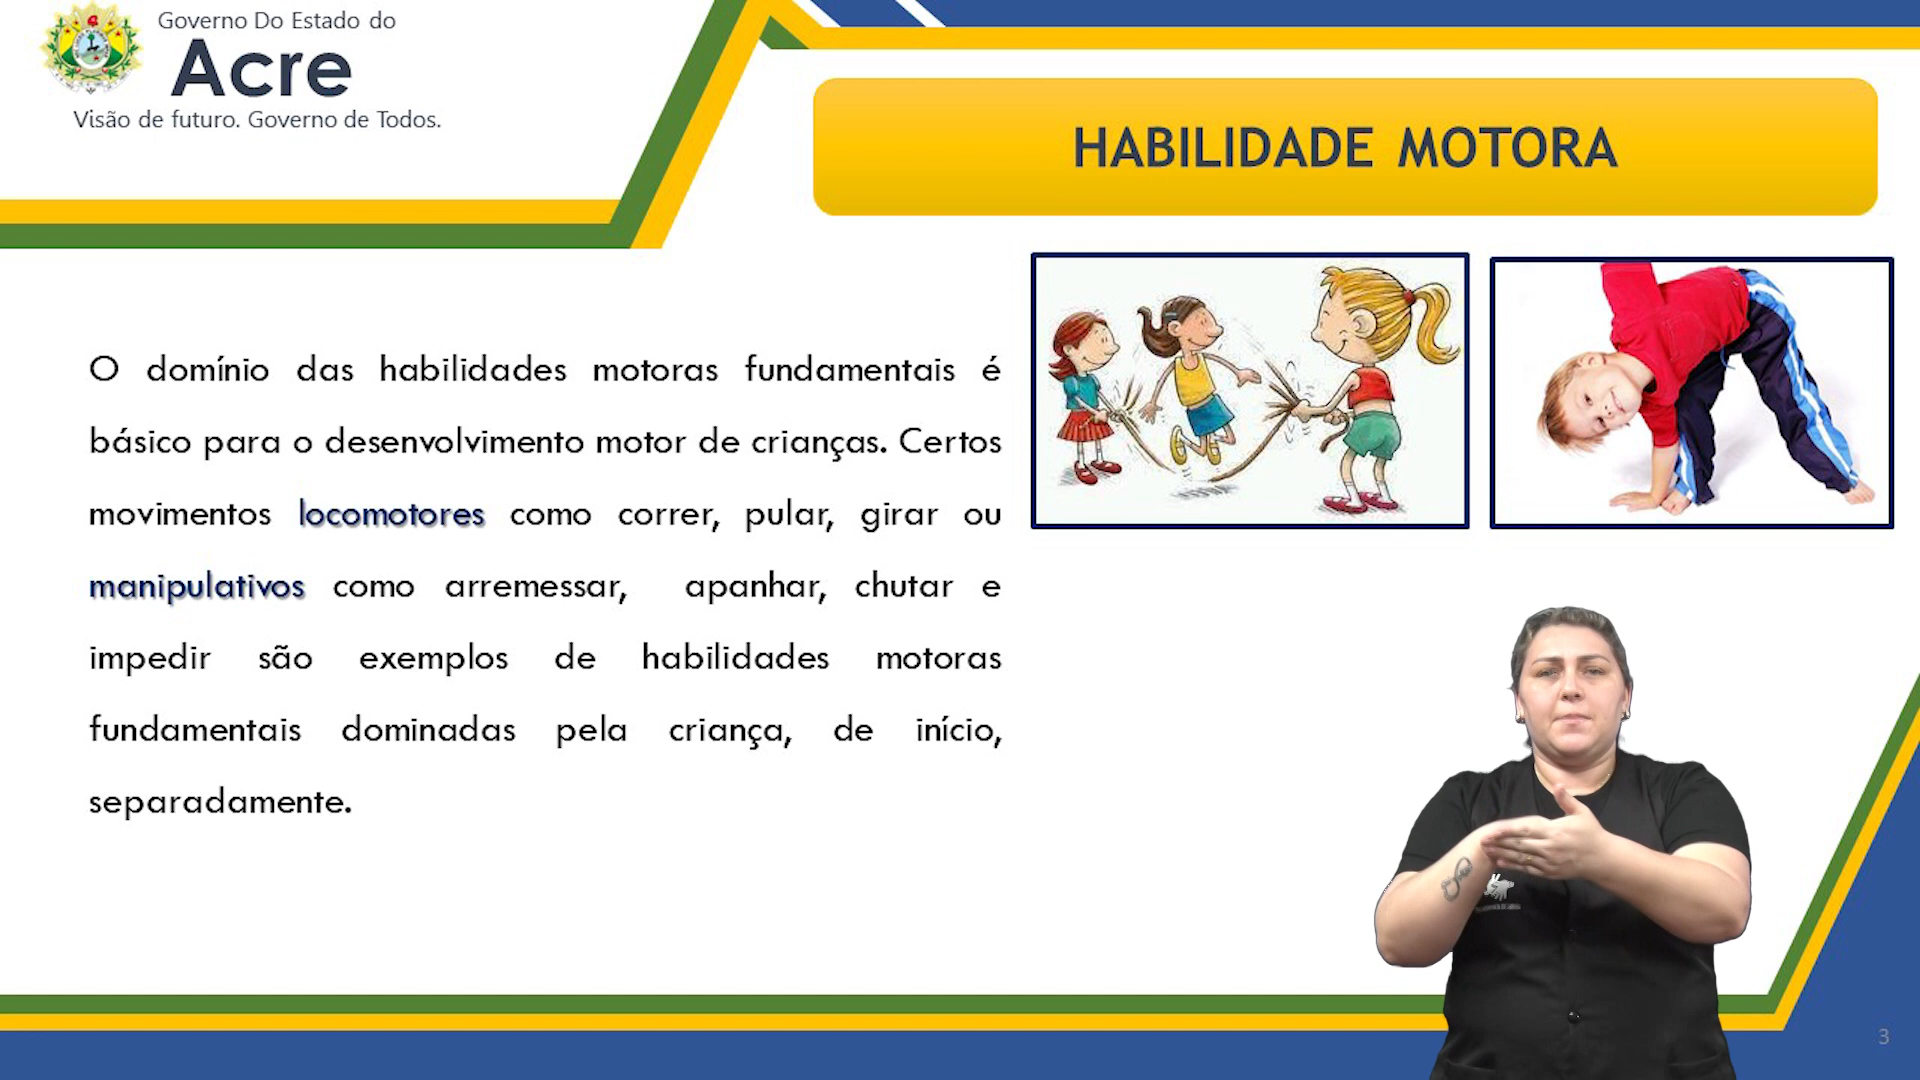 Governo Do Estado do
Acre
Visão de futuro. Governo de Todos.
HABILIDADE MOTORA
O domínio das habilidades motoras fundamentais é
básico para o desenvolvimento motor de crianças. Certos
movimentos locomotores como correr, pular, girar ou
manipulativos como arremessar, apanhar, chutar e
impedir são exemplos de habilidades motoras
fundamentais dominadas pela criança, de início,
separadamente.
3